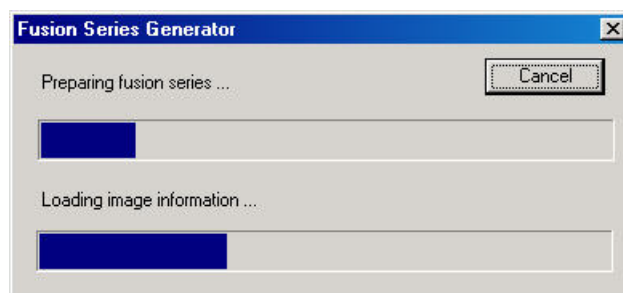 Fusion Series Generator
Cancel
Preparing fusion series ...
Loading image information ...